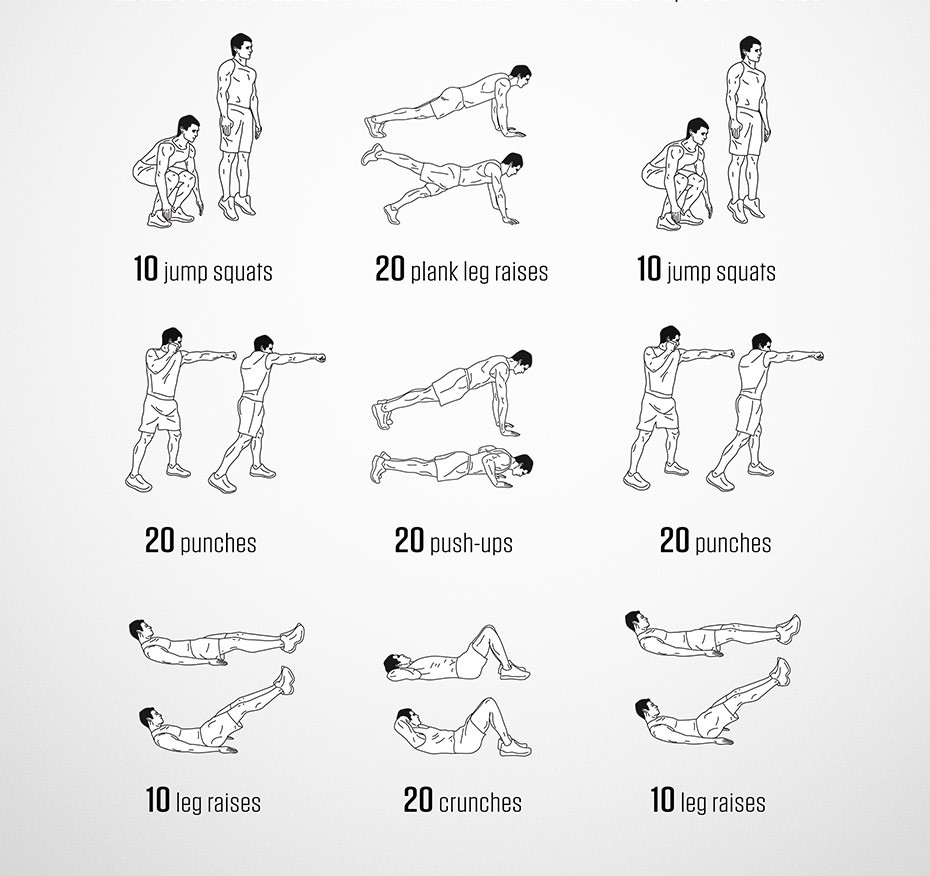 10 jump squats
20 plank leg raises
10 jump squats
20 punches
20 push-ups
20 punches
10 leg raises
20 crunches
10 leg raises